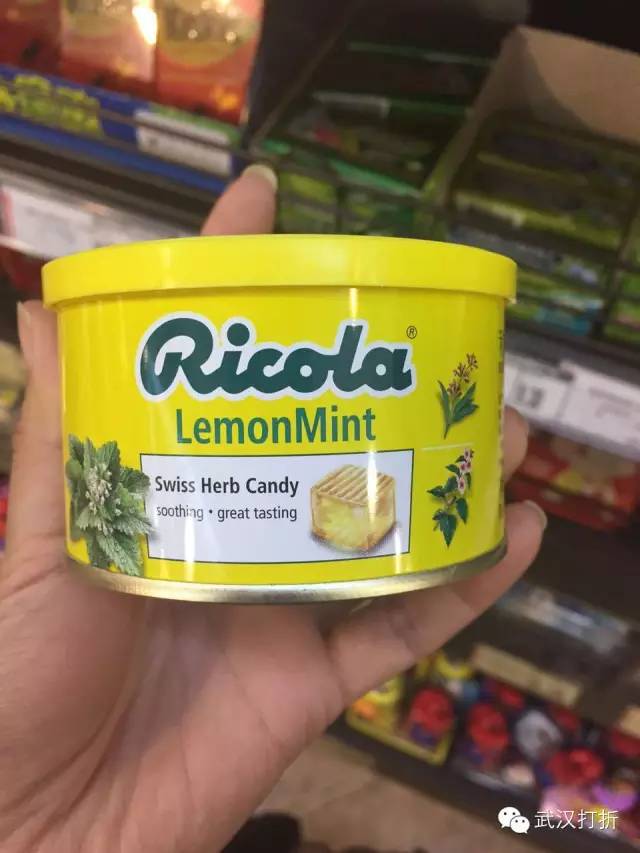 Ricola®
LemonMint
Swiss Herb Candy
soothing • great tasting
武汉打折